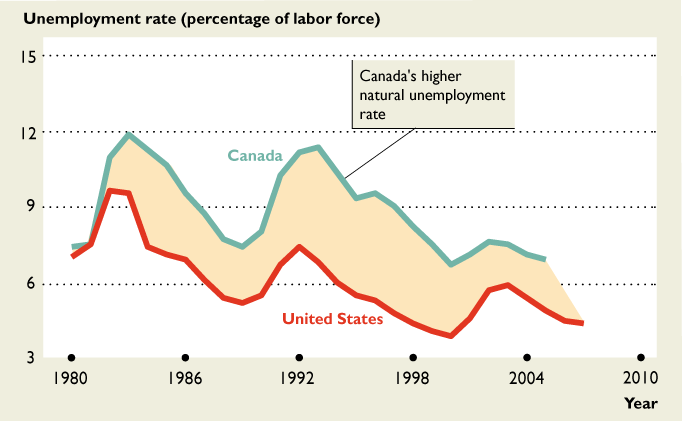 Unemployment rate (percentage of labor force)
15
Canada's higher
natural unemployment
rate
12
Canada
9
6
United States
3
1980 1986 1992 1998 2004 2010
Year